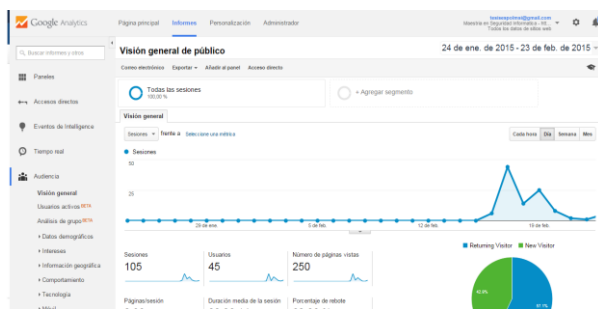 Google Analytics
Página principal
Informes
Personalización
Administrador
Todos los datos de sitios web
Buscar informes y otros
Paneles
Accesos directos
Eventos de Intelligence
Tiempo real
Audiencia
Visión general
Usuarios activos BETA
Análisis de grupo BETA
Datos demográficos
Intereses
Información geográfica
Comportamiento
Tecnología
Visión general de público
24 de ene. de 2015 - 23 de feb. de 2015
Correo electrónico
Exportar
Añadir al panel
Acceso directo
Todas las sesiones
100,00 %
+ Agregar segmento
Visión general
Sesiones
frente a
Seleccione una métrica
Cada hora
Día
Semana
Mes
Sesiones
50
25
29 de ene.
5 de feb.
12 de feb.
19 de feb.
Sesiones
105
Usuarios
45
Número de páginas vistas
250
Páginas/sesión
Duración media de la sesión
Porcentaje de rebote
Returning Visitor
New Visitor
42.9%
57.1%